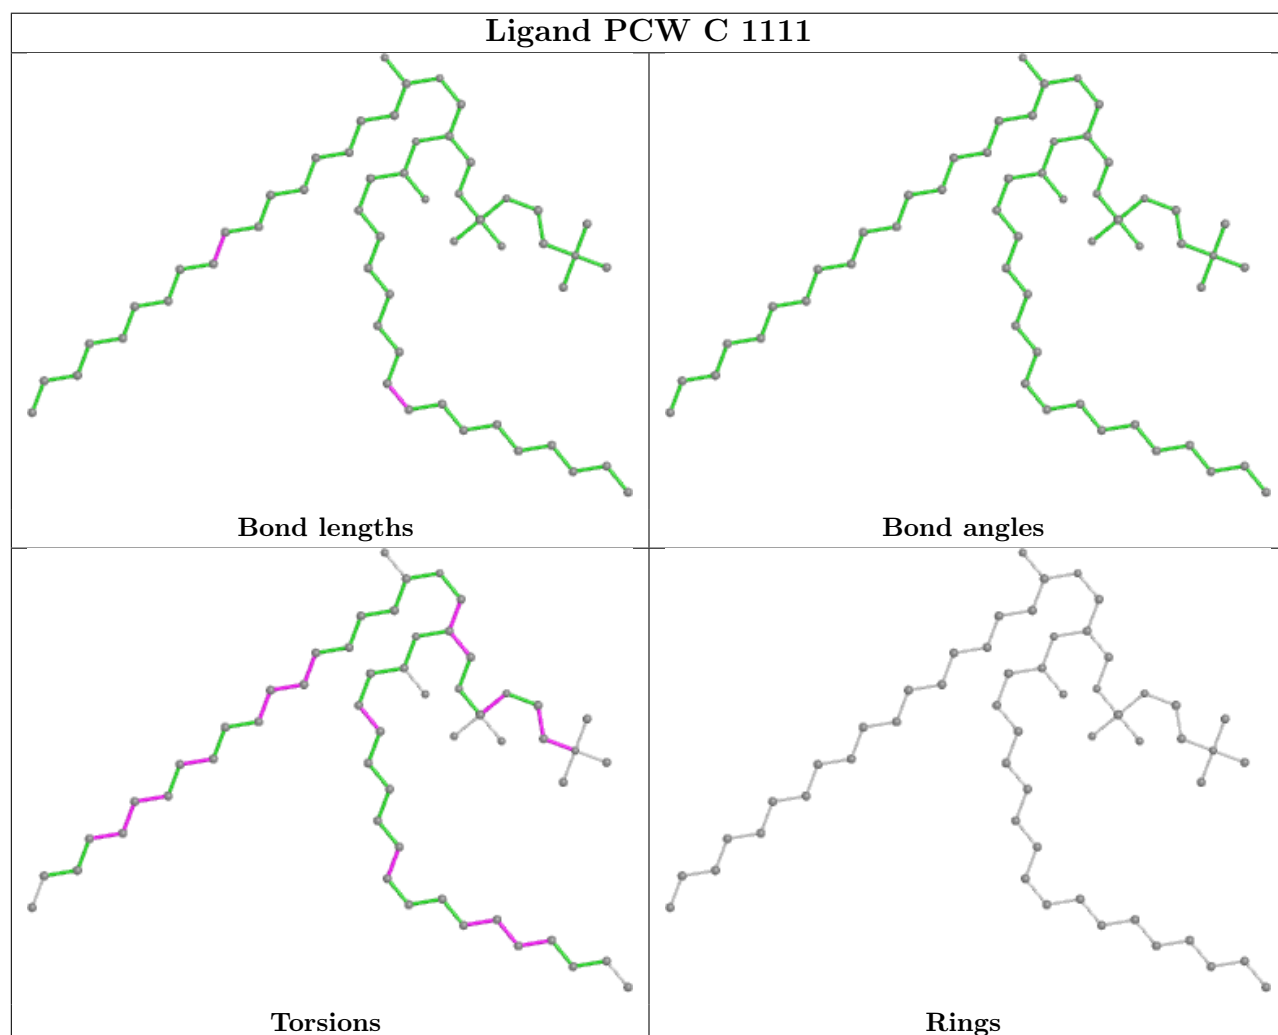 Ligand PCW C 1111
Bond lengths
Bond angles
Torsions
Rings